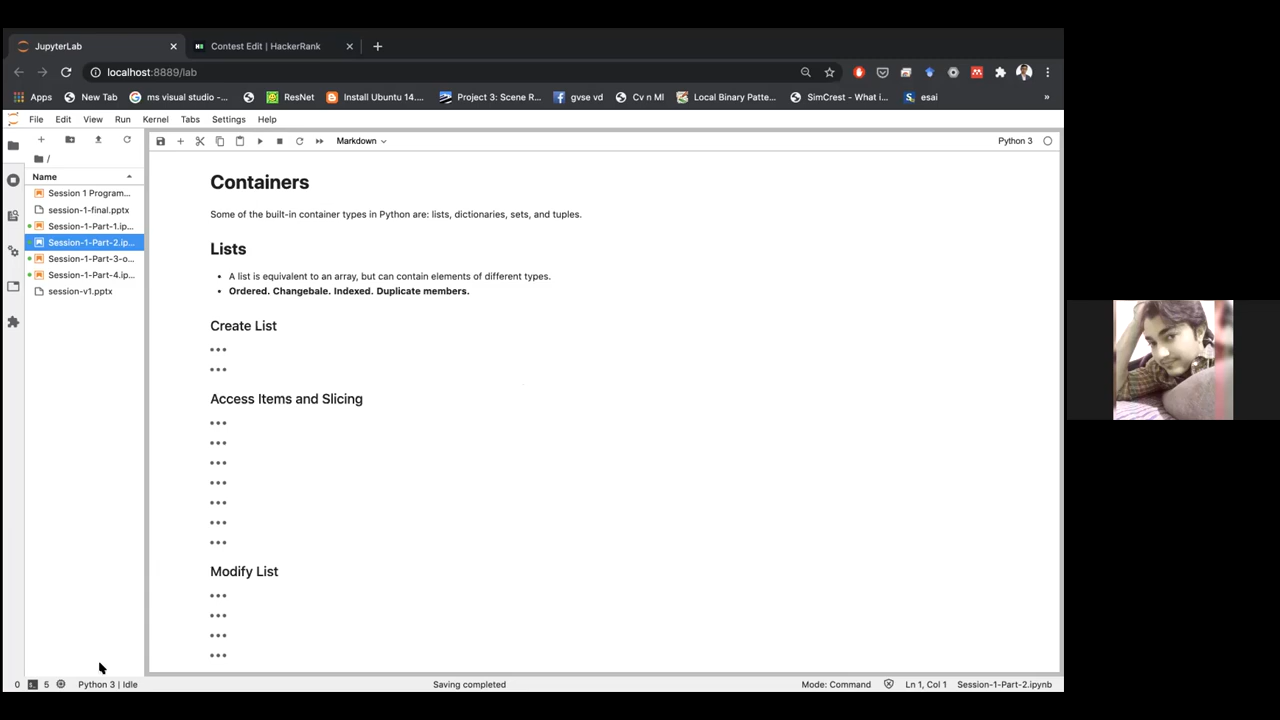 JupyterLab
Contest Edit | HackerRank
localhost:8889/lab
Apps
New Tab
ms visual studio -...
ResNet
Install Ubuntu 14....
Project 3: Scene R...
gvse vd
Cv n Ml
Local Binary Patte...
SimCrest - What i...
esai
»
File Edit View Run Kernel Tabs Settings Help
Markdown
Python 3
/
Name
Session 1 Program...
session-1-final.pptx
Session-1-Part-1.ip...
Session-1-Part-2.ip...
Session-1-Part-3-o...
Session-1-Part-4.ip...
session-v1.pptx
Containers
Some of the built-in container types in Python are: lists, dictionaries, sets, and tuples.
Lists
• A list is equivalent to an array, but can contain elements of different types.
• Ordered. Changebale. Indexed. Duplicate members.
Create List
Access Items and Slicing
Modify List
0 5 Python 3 | Idle
Saving completed
Mode: Command
Ln 1, Col 1
Session-1-Part-2.ipynb